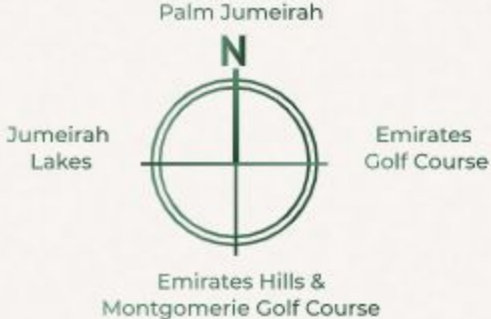 Palm Jumeirah
N
Jumeirah
Lakes
Emirates
Golf Course
Emirates Hills &
Montgomerie Golf Course